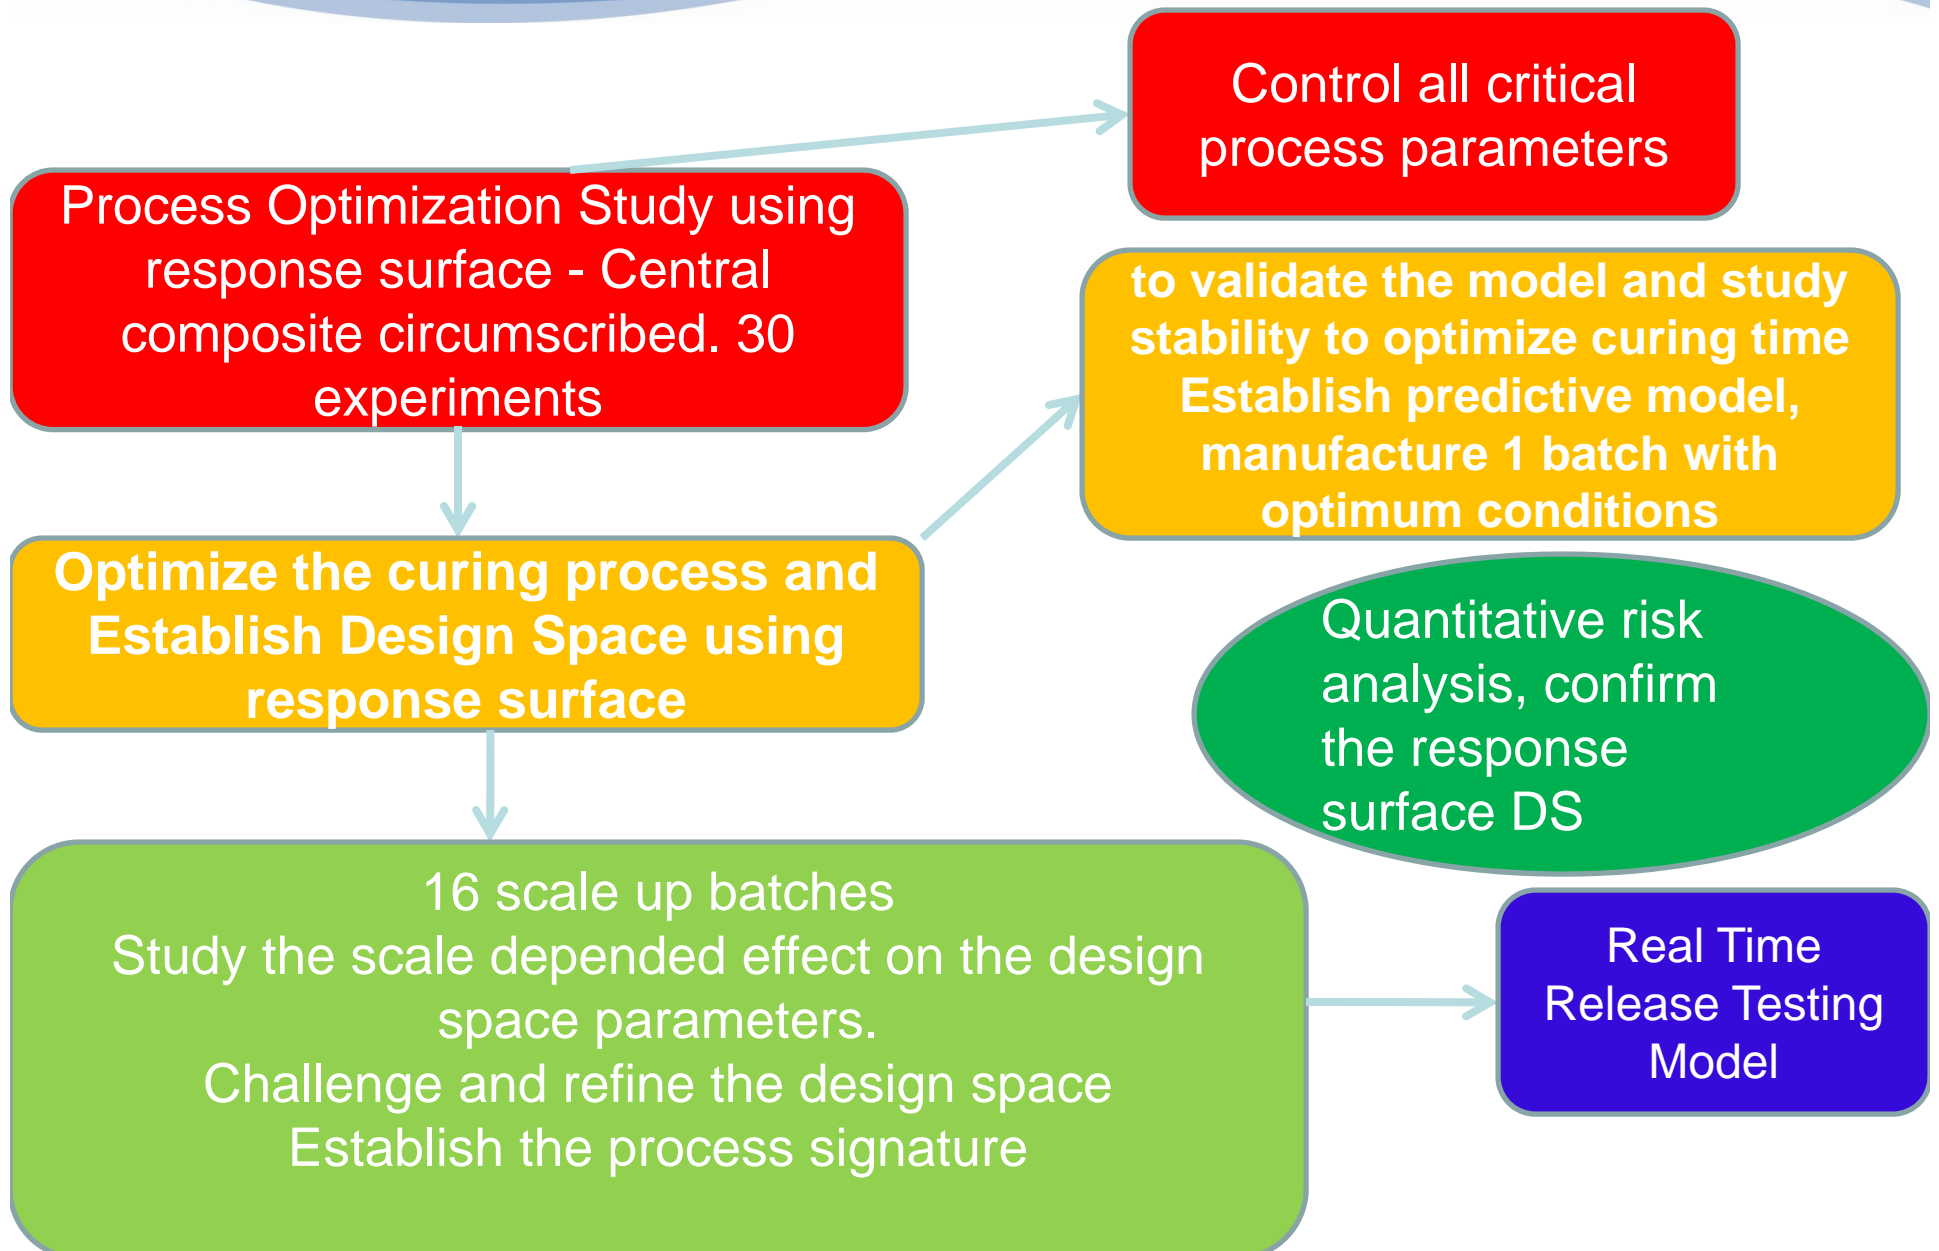 Control all critical
process parameters
Process Optimization Study using
response surface - Central
composite circumscribed. 30
experiments
to validate the model and study
stability to optimize curing time
Establish predictive model,
manufacture 1 batch with
optimum conditions
Optimize the curing process and
Establish Design Space using
response surface
Quantitative risk
analysis, confirm
the response
surface DS
16 scale up batches
Study the scale depended effect on the design
space parameters.
Challenge and refine the design space
Establish the process signature
Real Time
Release Testing
Model